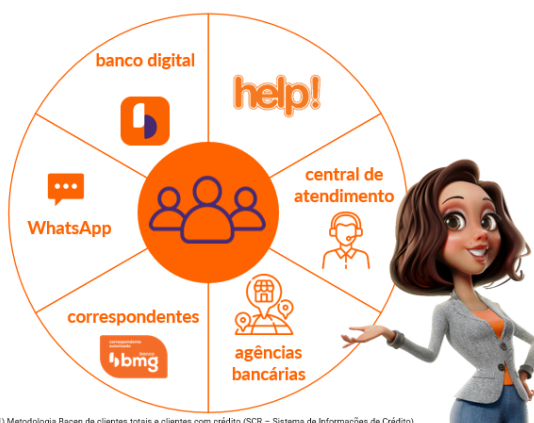 banco digital
help!
central de
atendimento
WhatsApp
correspondentes
bmg
agências
bancárias
) Metodologia Bacen de clientes totais e clientes com crédito (SCR – Sistema de Informações de Crédito)